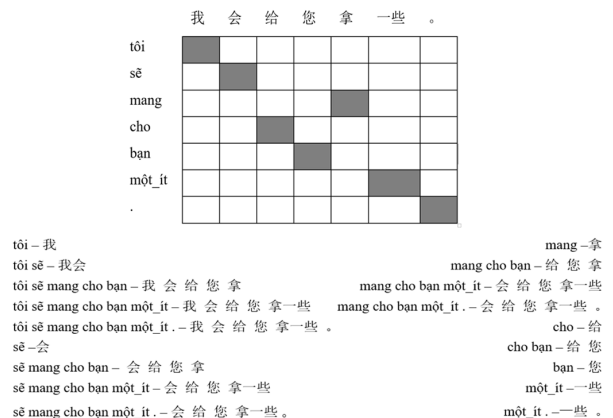 我 会 给 您 拿 一些 。
tôi
sẽ
mang
cho
bạn
một_ít
.
tôi – 我
tôi sẽ – 我会
tôi sẽ mang cho bạn – 我 会 给 您 拿
tôi sẽ mang cho bạn một_ít – 我 会 给 您 拿一些
tôi sẽ mang cho bạn một_ít . – 我 会 给 您 拿一些 。
sẽ –会
sẽ mang cho bạn – 会 给 您 拿
sẽ mang cho bạn một_ít – 会 给 您 拿一些
sẽ mang cho bạn một_ít . – 会 给 您 拿一些 。
mang –拿
mang cho bạn – 给 您 拿
mang cho bạn một_ít – 会 给 您 拿一些
mang cho bạn một_ít . – 会 给 您 拿一些 。
cho – 给
cho bạn – 给 您
bạn – 您
một_ít –一些
một_ít . –一些 。